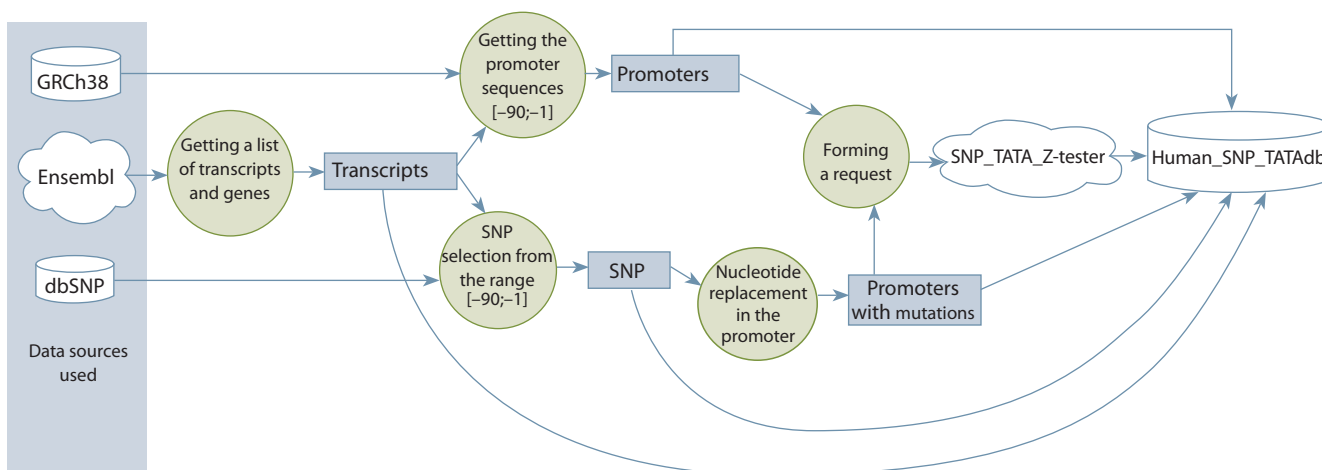 GRCh38
Ensembl
dbSNP
Data sources
used
Getting a list
of transcripts
and genes
Transcripts
Getting the
promoter
sequences
[–90;–1]
Promoters
SNP
selection from
the range
[–90;–1]
SNP
Nucleotide
replacement
in the
promoter
Promoters
with mutations
Forming
a request
SNP_TATA_Z-tester
Human_SNP_TATAdb